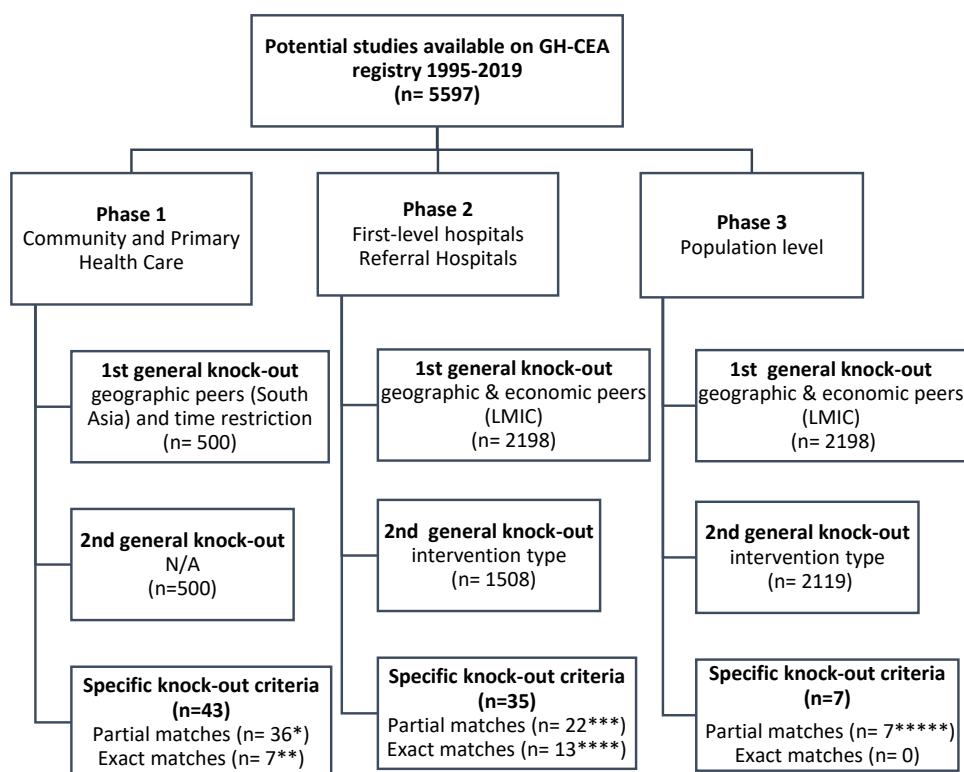 Potential studies available on GH-CEA
registry 1995-2019
(n= 5597)
Phase 1
Community and Primary
Health Care
Phase 2
First-level hospitals
Referral Hospitals
Phase 3
Population level
1st general knock-out
geographic peers (South
Asia) and time restriction
(n= 500)
1st general knock-out
geographic & economic peers
(LMIC)
(n= 2198)
1st general knock-out
geographic & economic peers
(LMIC)
(n= 2198)
2nd general knock-out
N/A
(n=500)
2nd general knock-out
intervention type
(n= 1508)
2nd general knock-out
intervention type
(n= 2119)
Specific knock-out criteria
(n=43)
Partial matches (n= 36*)
Exact matches (n= 7**)
Specific knock-out criteria
(n=35)
Partial matches (n= 22***)
Exact matches (n= 13****)
Specific knock-out criteria
(n=7)
Partial matches (n= 7*****)
Exact matches (n= 0)